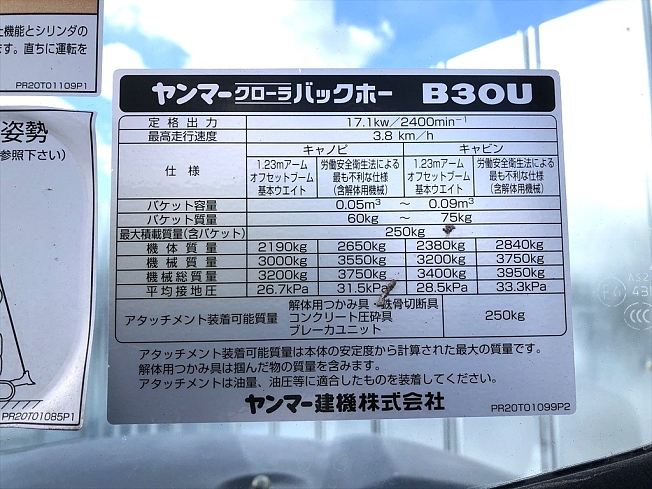 機能とシリンダの
ます。直ちに運転を
PR20T01109P1
姿勢
参照下さい)
PR20T01085P1
ヤンマークローラバックホー B30U
定格出力 17.1kw/2400min⁻¹
最高走行速度 3.8 km/h
仕様 キャノピ キャビン
1.23mアーム オフセットブーム 基本ウエイト 労働安全衛生法による 最も不利な仕様 (含解体用機械) 1.23mアーム オフセットブーム 基本ウエイト 労働安全衛生法による 最も不利な仕様 (含解体用機械)
バケット容量 0.05m³ ~ 0.09m³
バケット質量 60kg ~ 75kg
最大積載質量(含バケット) 250kg
機体質量 2190kg 2650kg 2380kg 2840kg
機械質量 3000kg 3550kg 3200kg 3750kg
機械総質量 3200kg 3750kg 3400kg 3950kg
平均接地圧 26.7kPa 31.5kPa 28.5kPa 33.3kPa
アタッチメント装着可能質量 解体用つかみ具・鉄骨切断具 250kg
コンクリート圧砕具
ブレーカユニット
アタッチメント装着可能質量は本体の安定度から計算された最大の質量です。
解体用つかみ具は掴んだ物の質量を含みます。
アタッチメントは油量、油圧等に適合したものを装着してください。
ヤンマー建機株式会社
PR20T01099P2